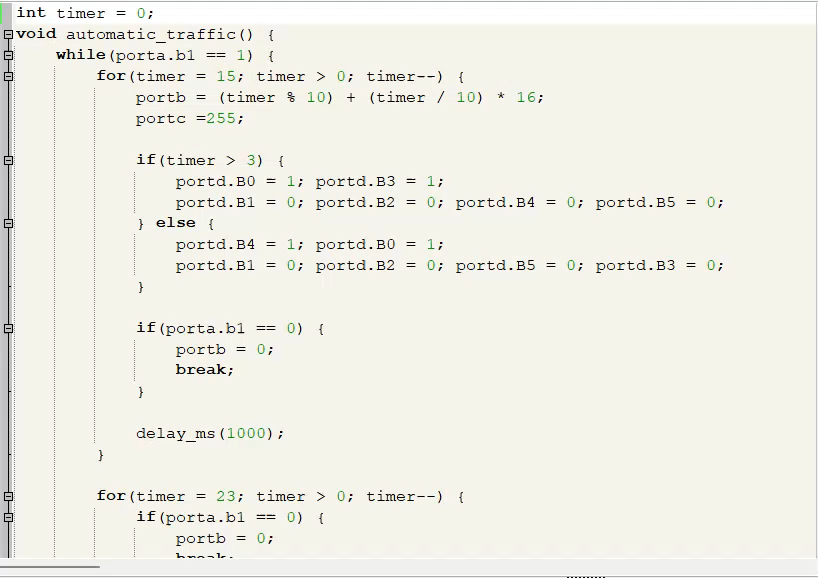 int timer = 0;
void automatic_traffic() {
while(porta.b1 == 1) {
for(timer = 15; timer > 0; timer--) {
portb = (timer % 10) + (timer / 10) * 16;
portc =255;
if(timer > 3) {
portd.B0 = 1; portd.B3 = 1;
portd.B1 = 0; portd.B2 = 0; portd.B4 = 0; portd.B5 = 0;
} else {
portd.B4 = 1; portd.B0 = 1;
portd.B1 = 0; portd.B2 = 0; portd.B5 = 0; portd.B3 = 0;
}
if(porta.b1 == 0) {
portb = 0;
break;
}
delay_ms(1000);
}
for(timer = 23; timer > 0; timer--) {
if(porta.b1 == 0) {
portb = 0;
break;